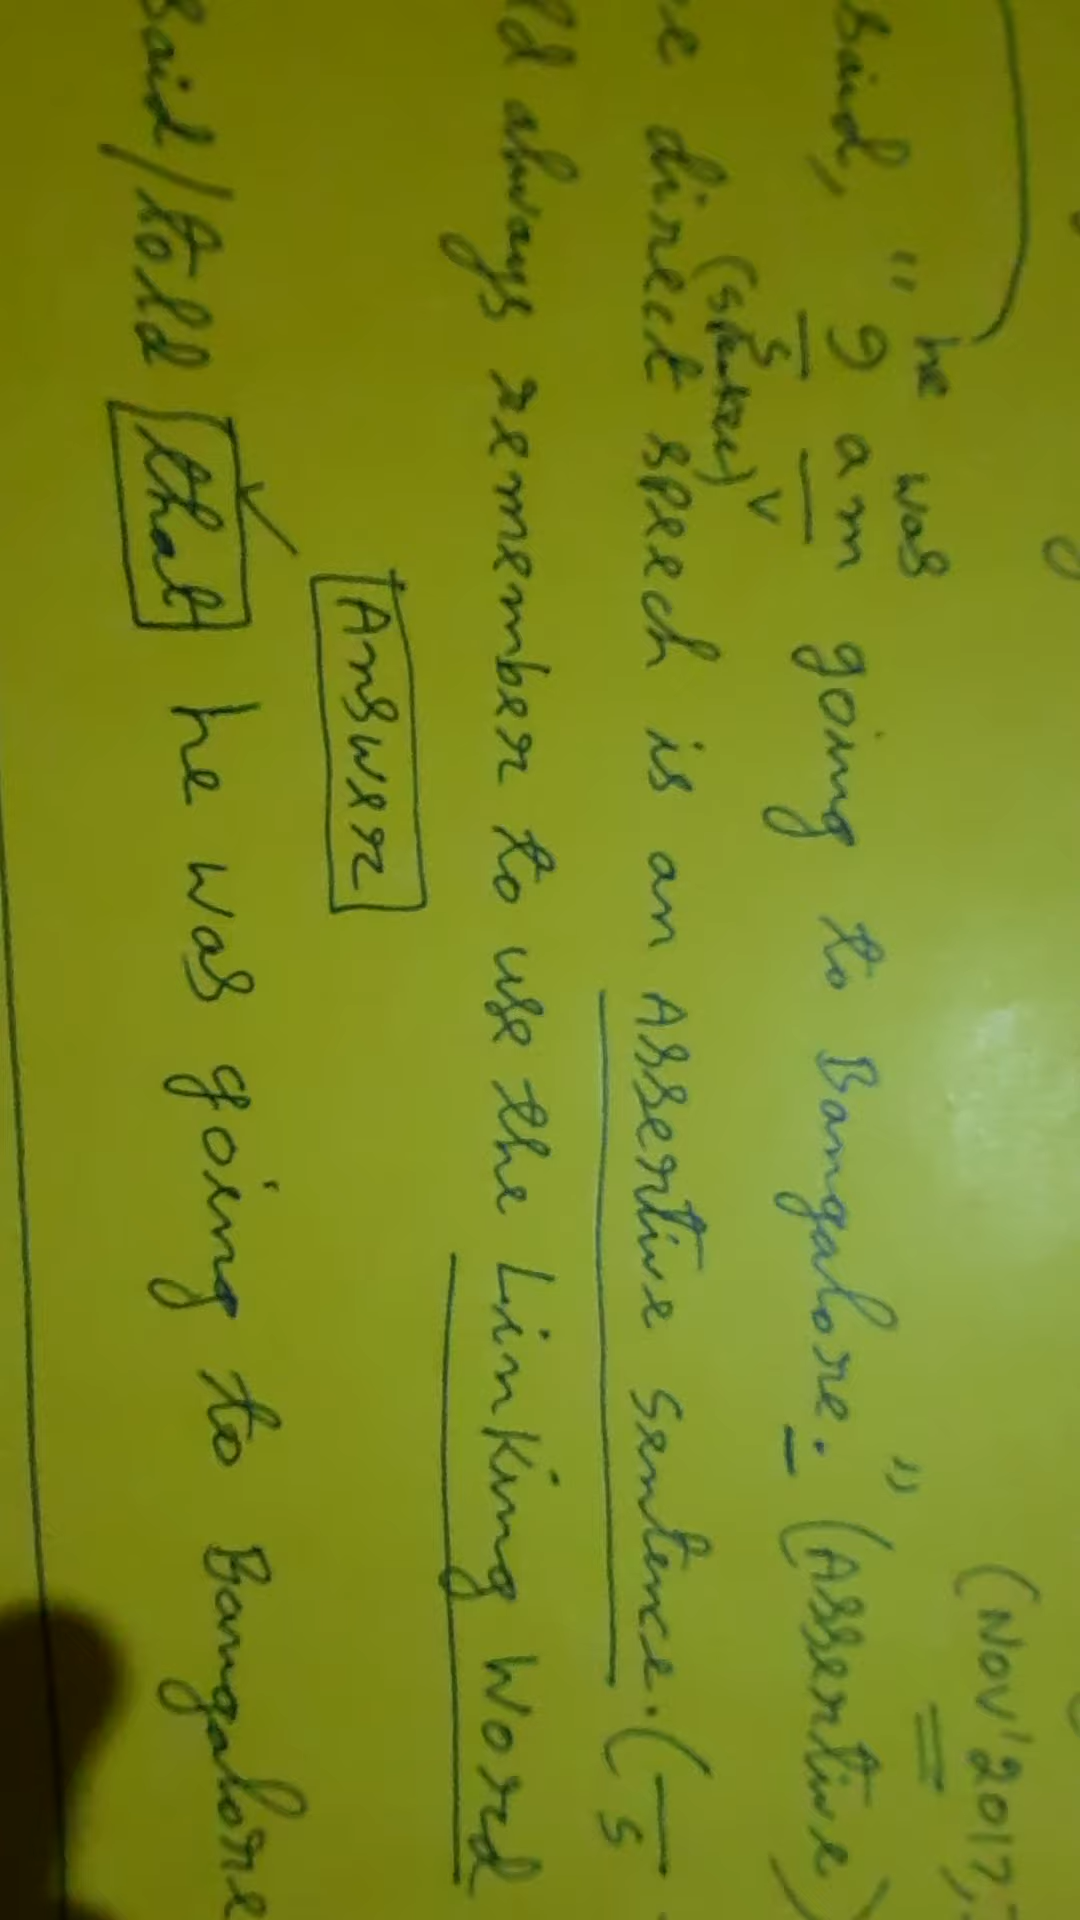 (Nov'2017,
he was
said, "I am going to Bangalore." (Assertive)
S V
(speaker)
e direct speech is an Assertive sentence. (
S
ld always remember to use the Linking Word
Answer
said/told that he was going to Bangalore